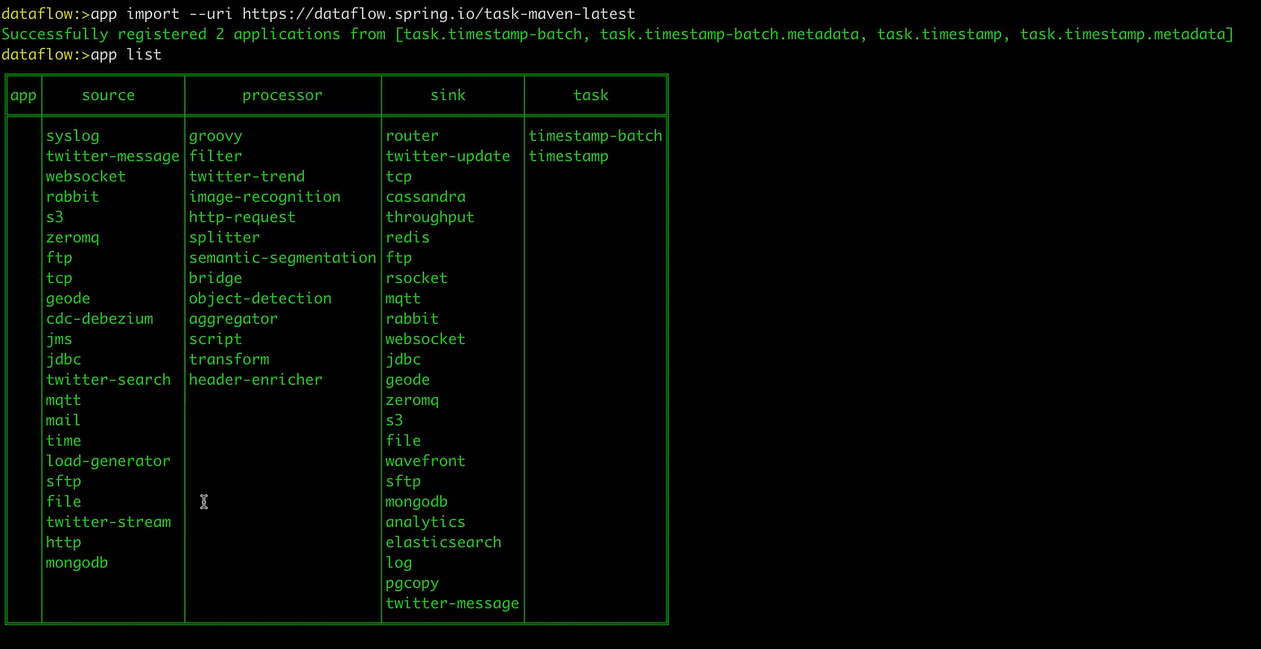 dataflow:>app import --uri https://dataflow.spring.io/task-maven-latest
Successfully registered 2 applications from [task.timestamp-batch, task.timestamp-batch.metadata, task.timestamp, task.timestamp.metadata]
dataflow:>app list
app source processor sink task
syslog groovy router timestamp-batch
twitter-message filter twitter-update timestamp
websocket twitter-trend tcp
rabbit image-recognition cassandra
s3 http-request throughput
zeromq splitter redis
ftp semantic-segmentation ftp
tcp bridge rsocket
geode object-detection mqtt
cdc-debezium aggregator rabbit
jms script websocket
jdbc transform jdbc
twitter-search header-enricher geode
mqtt zeromq
mail s3
time file
load-generator wavefront
sftp sftp
file mongodb
twitter-stream analytics
http elasticsearch
mongodb log
pgcopy
twitter-message